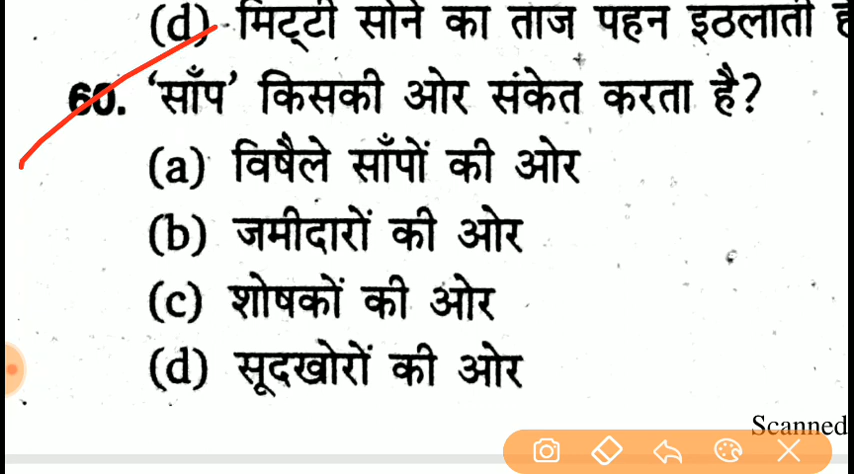 (d) मिट्टी सोने का ताज पहन इठलाती
60. ‘साँप’ किसकी ओर संकेत करता है?
(a) विषैले साँपों की ओर
(b) जमीदारों की ओर
(c) शोषकों की ओर
(d) सूदखोरों की ओर
Scanned